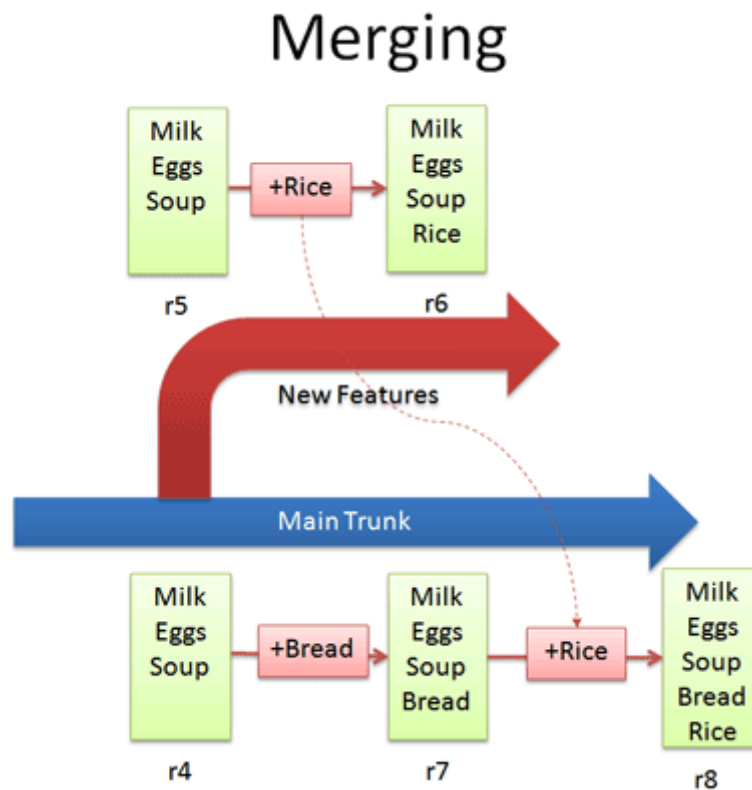 Merging
Milk
Eggs
Soup
r5
+Rice
Milk
Eggs
Soup
Rice
r6
New Features
Main Trunk
Milk
Eggs
Soup
r4
+Bread
Milk
Eggs
Soup
Bread
r7
+Rice
Milk
Eggs
Soup
Bread
Rice
r8